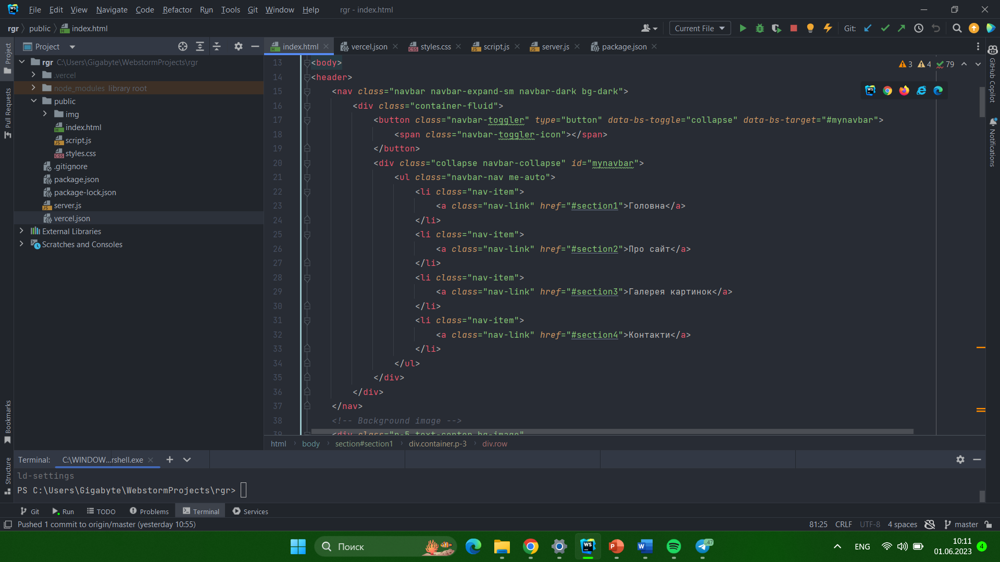 File Edit View Navigate Code Refactor Run Tools Git Window Help rgr - index.html
rgr public index.html Current File Git:
Project
index.html vercel.json styles.css script.js server.js package.json
rgr C:\Users\Gigabyte\WebstormProjects\rgr
.vercel
node_modules library root
public
img
index.html
script.js
styles.css
.gitignore
package.json
package-lock.json
server.js
vercel.json
External Libraries
Scratches and Consoles
Project
Pull Requests
Bookmarks
Structure
3 4 79
13 <body>
14 <header>
15 <nav class="navbar navbar-expand-sm navbar-dark bg-dark">
16 <div class="container-fluid">
17 <button class="navbar-toggler" type="button" data-bs-toggle="collapse" data-bs-target="#mynavbar">
18 <span class="navbar-toggler-icon"></span>
19 </button>
20 <div class="collapse navbar-collapse" id="mynavbar">
21 <ul class="navbar-nav me-auto">
22 <li class="nav-item">
23 <a class="nav-link" href="#section1">Головна</a>
24 </li>
25 <li class="nav-item">
26 <a class="nav-link" href="#section2">Про сайт</a>
27 </li>
28 <li class="nav-item">
29 <a class="nav-link" href="#section3">Галерея картинок</a>
30 </li>
31 <li class="nav-item">
32 <a class="nav-link" href="#section4">Контакти</a>
33 </li>
34 </ul>
35 </div>
36 </div>
37 </nav>
38 <!-- Background image -->
39 <div class="p-5 text-center bg-image"
GitHub Copilot
Notifications
html body section#section1 div.container.p-3 div.row
Terminal: C:\WINDOW...rshell.exe
ld-settings
PS C:\Users\Gigabyte\WebstormProjects\rgr>
Git Run TODO Problems Terminal Services
Pushed 1 commit to origin/master (yesterday 10:55) 81:25 CRLF UTF-8 4 spaces master
Поиск
47
ENG
10:11
01.06.2023
4